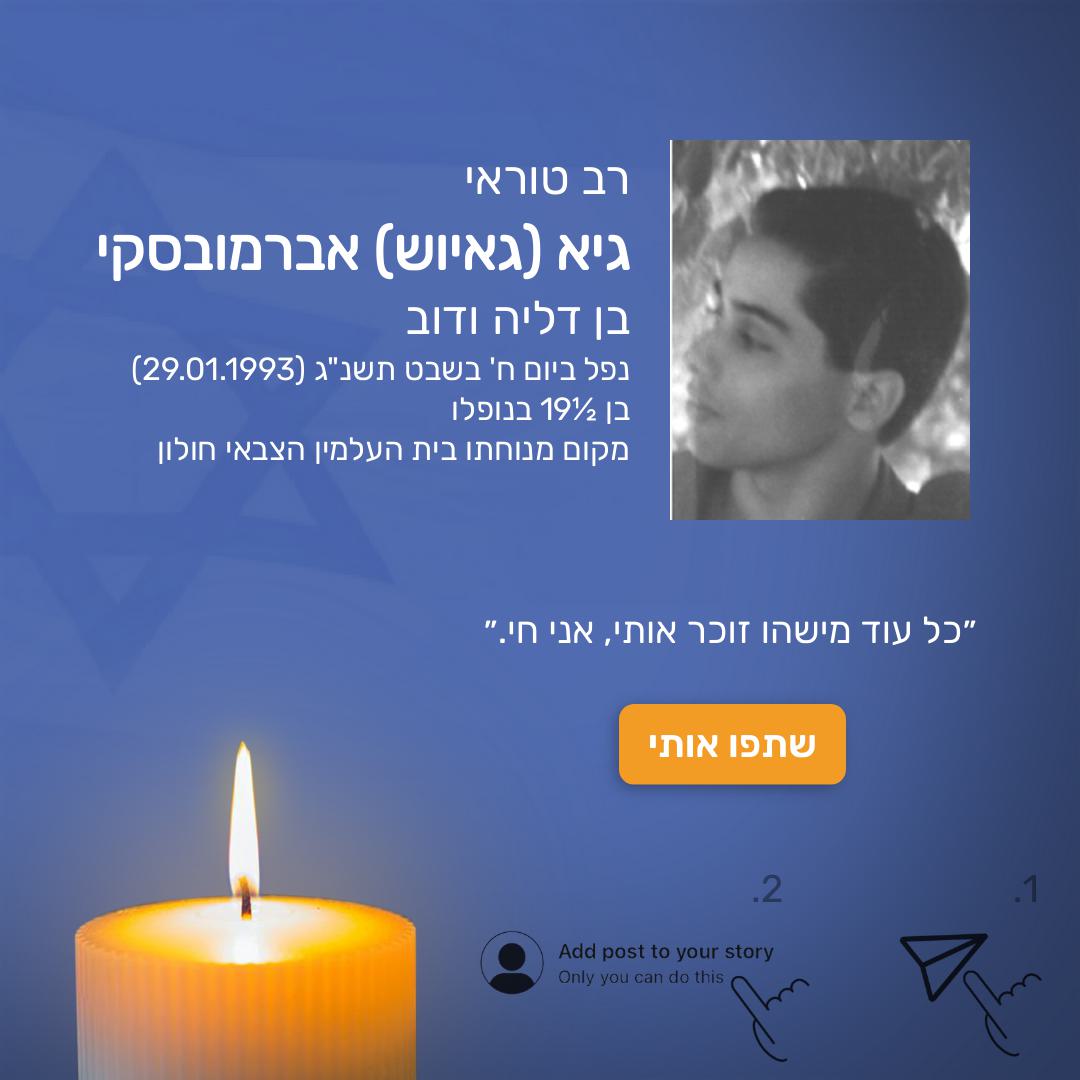 רב טוראי
גיא (גאיוש) אברמובסקי
בן דליה ודוב
נפל ביום ח' בשבט תשנ"ג (29.01.1993)
בן 19½ בנופלו
מקום מנוחתו בית העלמין הצבאי חולון
״כל עוד מישהו זוכר אותי, אני חי.״
שתפו אותי
.1
.2
Add post to your story
Only you can do this